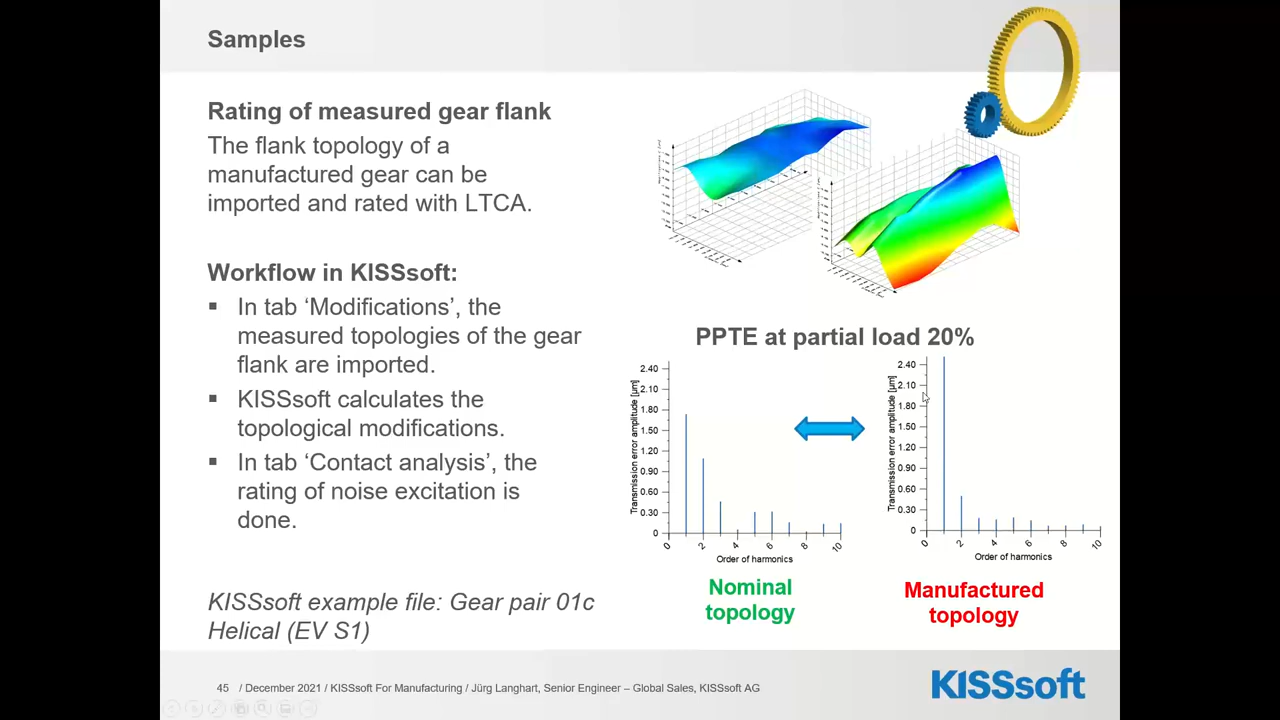 Samples
Rating of measured gear flank
The flank topology of a
manufactured gear can be
imported and rated with LTCA.
Workflow in KISSsoft:
▪ In tab ‘Modifications’, the
measured topologies of the gear
flank are imported.
▪ KISSsoft calculates the
topological modifications.
▪ In tab ‘Contact analysis’, the
rating of noise excitation is
done.
KISSsoft example file: Gear pair 01c
Helical (EV S1)
PPTE at partial load 20%
Transmission error amplitude [µm]
2.40
2.10
1.80
1.50
1.20
0.90
0.60
0.30
0
0 2 4 6 8 10
Order of harmonics
Nominal
topology
Transmission error amplitude [µm]
2.40
2.10
1.80
1.50
1.20
0.90
0.60
0.30
0
0 2 4 6 8 10
Order of harmonics
Manufactured
topology
45 / December 2021 / KISSsoft For Manufacturing / Jürg Langhart, Senior Engineer – Global Sales, KISSsoft AG
KISSsoft